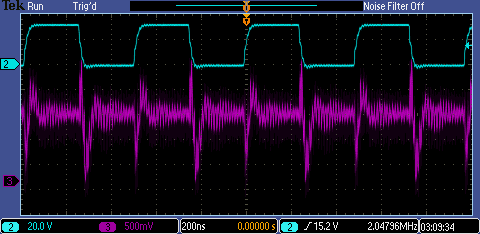 Tek Run Trig'd Noise Filter Off
T
2
3
2 20.0 V 3 500mV 200ns 0.00000 s 2 15.2 V 2.04796MHz 03:09:34